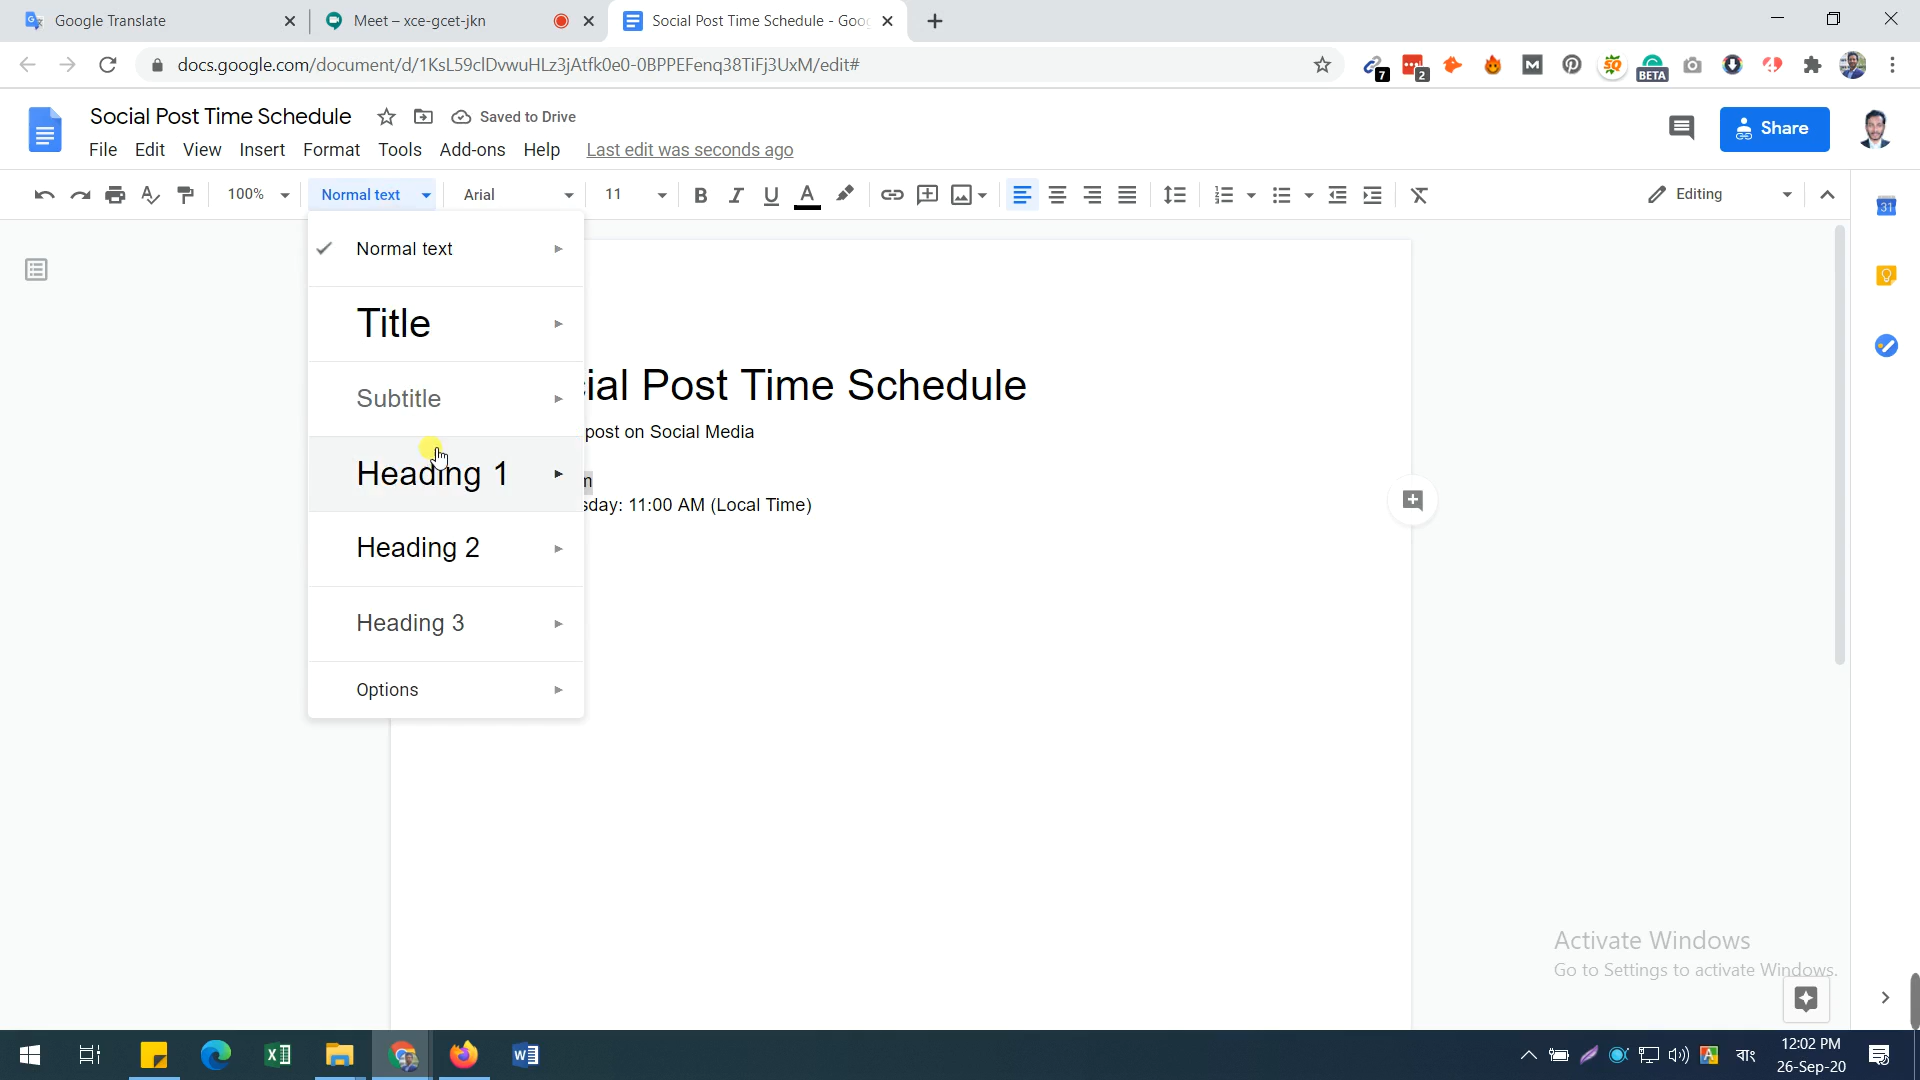 Google Translate
Meet – xce-gcet-jkn
Social Post Time Schedule - Goo
docs.google.com/document/d/1KsL59clDvwuHLz3jAtfk0e0-0BPPEFenq38TiFj3UxM/edit#
7
2
BETA
Social Post Time Schedule
Saved to Drive
File Edit View Insert Format Tools Add-ons Help Last edit was seconds ago
Share
100% Normal text Arial 11 Editing
31
Normal text
Title
Subtitle
Heading 1
Heading 2
Heading 3
Options
cial Post Time Schedule
post on Social Media
m
sday: 11:00 AM (Local Time)
Activate Windows
Go to Settings to activate Windows.
বাং
12:02 PM
26-Sep-20